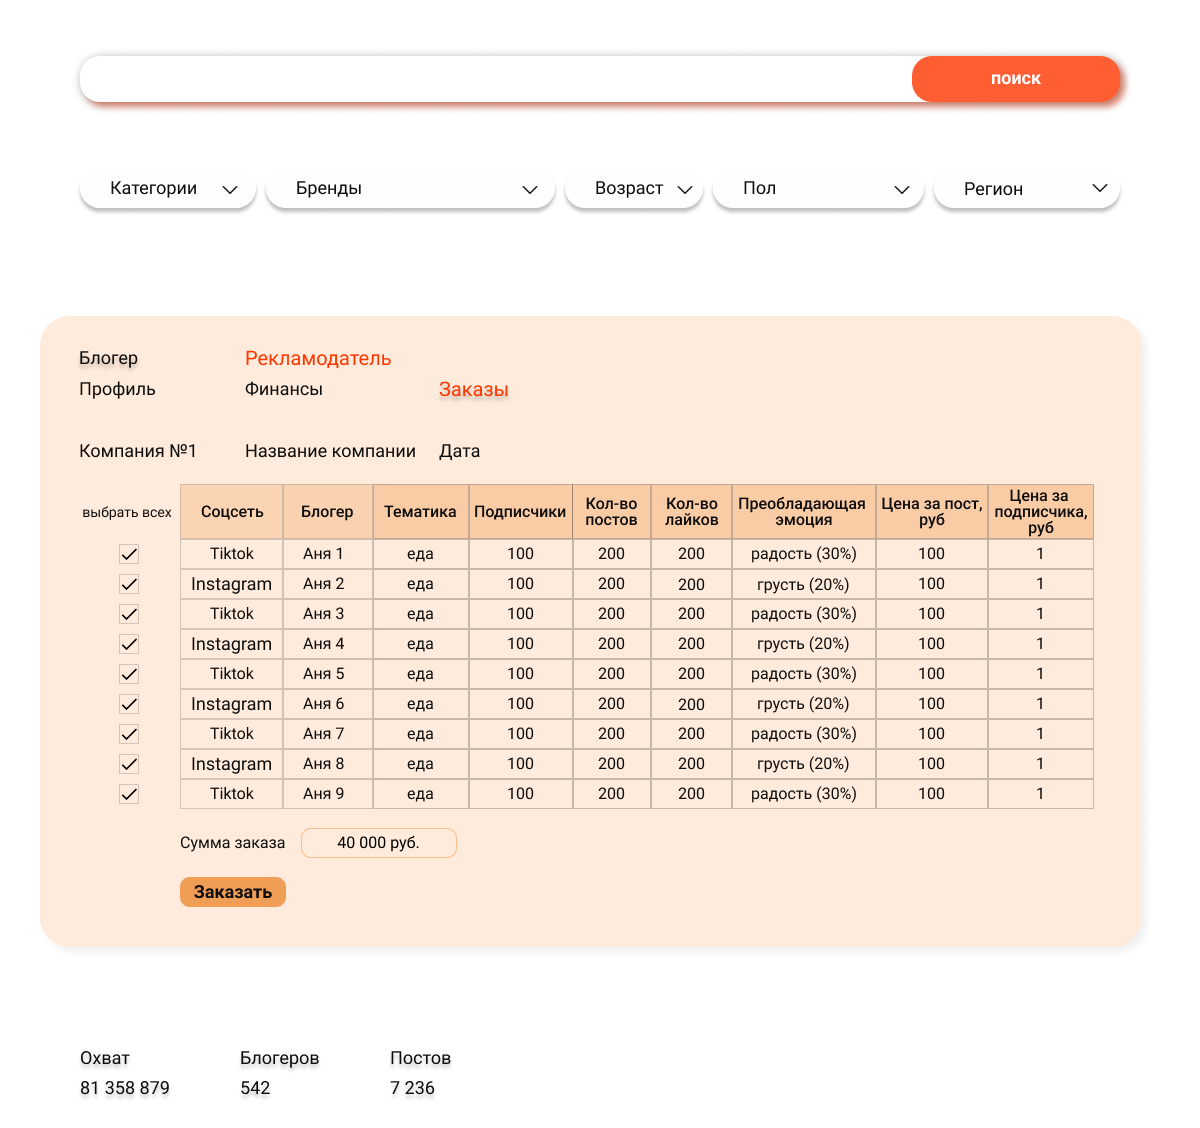 поиск
Категории Бренды Возраст Пол Регион
Блогер Рекламодатель
Профиль Финансы Заказы
Компания №1 Название компании Дата
выбрать всех Соцсеть Блогер Тематика Подписчики Кол-во постов Кол-во лайков Преобладающая эмоция Цена за пост, руб Цена за подписчика, руб
Tiktok Аня 1 еда 100 200 200 радость (30%) 100 1
Instagram Аня 2 еда 100 200 200 грусть (20%) 100 1
Tiktok Аня 3 еда 100 200 200 радость (30%) 100 1
Instagram Аня 4 еда 100 200 200 грусть (20%) 100 1
Tiktok Аня 5 еда 100 200 200 радость (30%) 100 1
Instagram Аня 6 еда 100 200 200 грусть (20%) 100 1
Tiktok Аня 7 еда 100 200 200 радость (30%) 100 1
Instagram Аня 8 еда 100 200 200 грусть (20%) 100 1
Tiktok Аня 9 еда 100 200 200 радость (30%) 100 1
Сумма заказа 40 000 руб.
Заказать
Охват Блогеров Постов
81 358 879 542 7 236